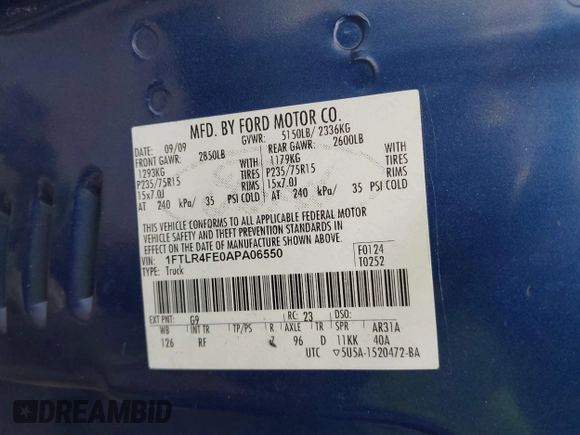 MFD. BY FORD MOTOR CO.
DATE: 09/09 GVWR: 5150LB/ 2336KG
FRONT GAWR: 2850LB REAR GAWR: 2600LB
1293KG WITH 1179KG WITH
P235/75R15 TIRES P235/75R15 TIRES
15x7.0J RIMS 15x7.0J RIMS
AT 240 kPa/ 35 PSI COLD AT 240 kPa/ 35 PSI COLD
THIS VEHICLE CONFORMS TO ALL APPLICABLE FEDERAL MOTOR
VEHICLE SAFETY AND THEFT PREVENTION STANDARDS IN
EFFECT ON THE DATE OF MANUFACTURE SHOWN ABOVE.
VIN: 1FTLR4FE0APA06550 F0124
TYPE: Truck T0252
EXT PNT: G9 RC: 23 DSO:
WB INT TR TP/PS R AXLE TR SPR AR31A
126 RF Z 96 D 11KK 40A
UTC 5U5A-1520472-BA
DREAMBID